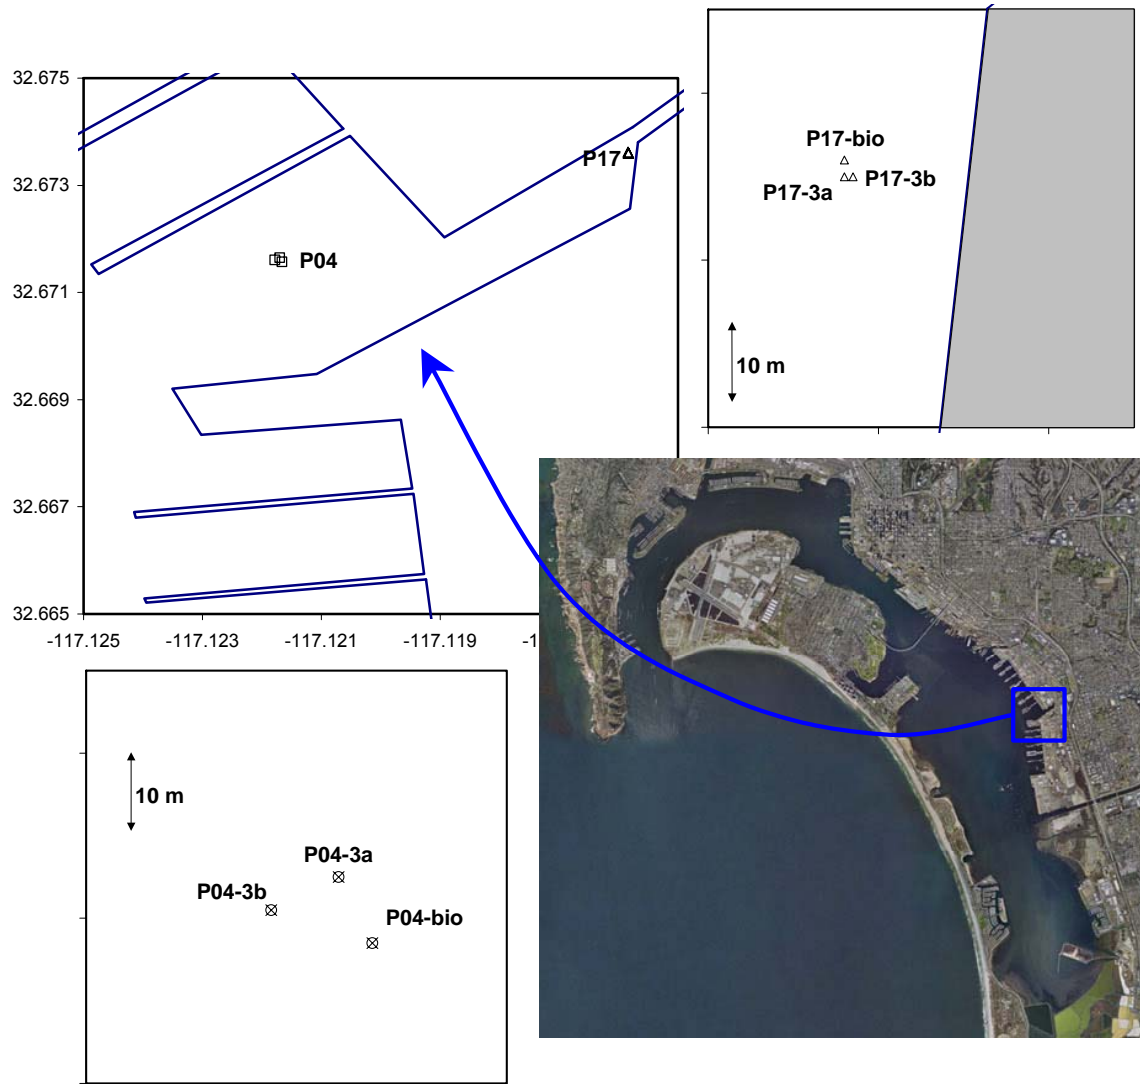 32.675
32.673
32.671
32.669
32.667
32.665
-117.125
-117.123
-117.121
-117.119
P17
P04
P17-bio
P17-3a
P17-3b
10 m
10 m
P04-3a
P04-3b
P04-bio